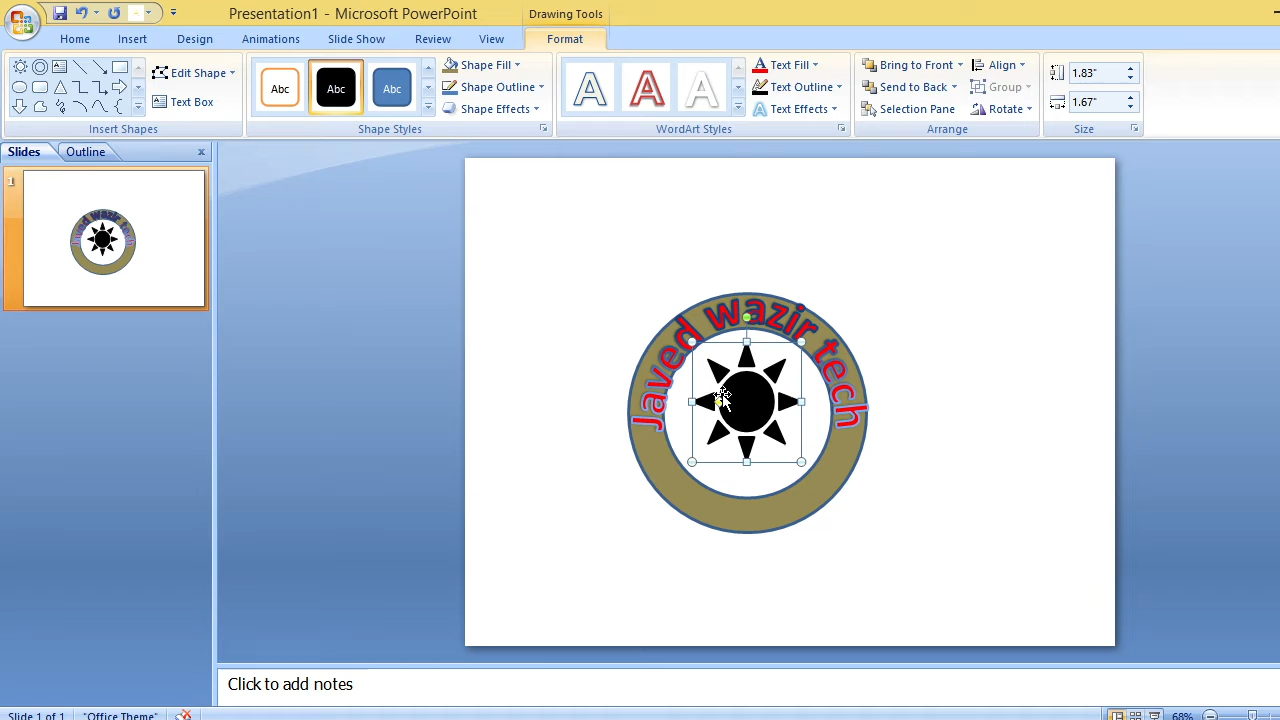 Presentation1 - Microsoft PowerPoint
Drawing Tools
Home
Insert
Design
Animations
Slide Show
Review
View
Format
Edit Shape
Text Box
Insert Shapes
Abc
Abc
Abc
Shape Fill
Shape Outline
Shape Effects
Shape Styles
A
A
A
Text Fill
Text Outline
Text Effects
WordArt Styles
Bring to Front
Send to Back
Selection Pane
Align
Group
Rotate
Arrange
1.83"
1.67"
Size
Slides
Outline
x
1
Javed wazir tech
Javed wazir tech
Click to add notes
Slide 1 of 1
"Office Theme"
68%